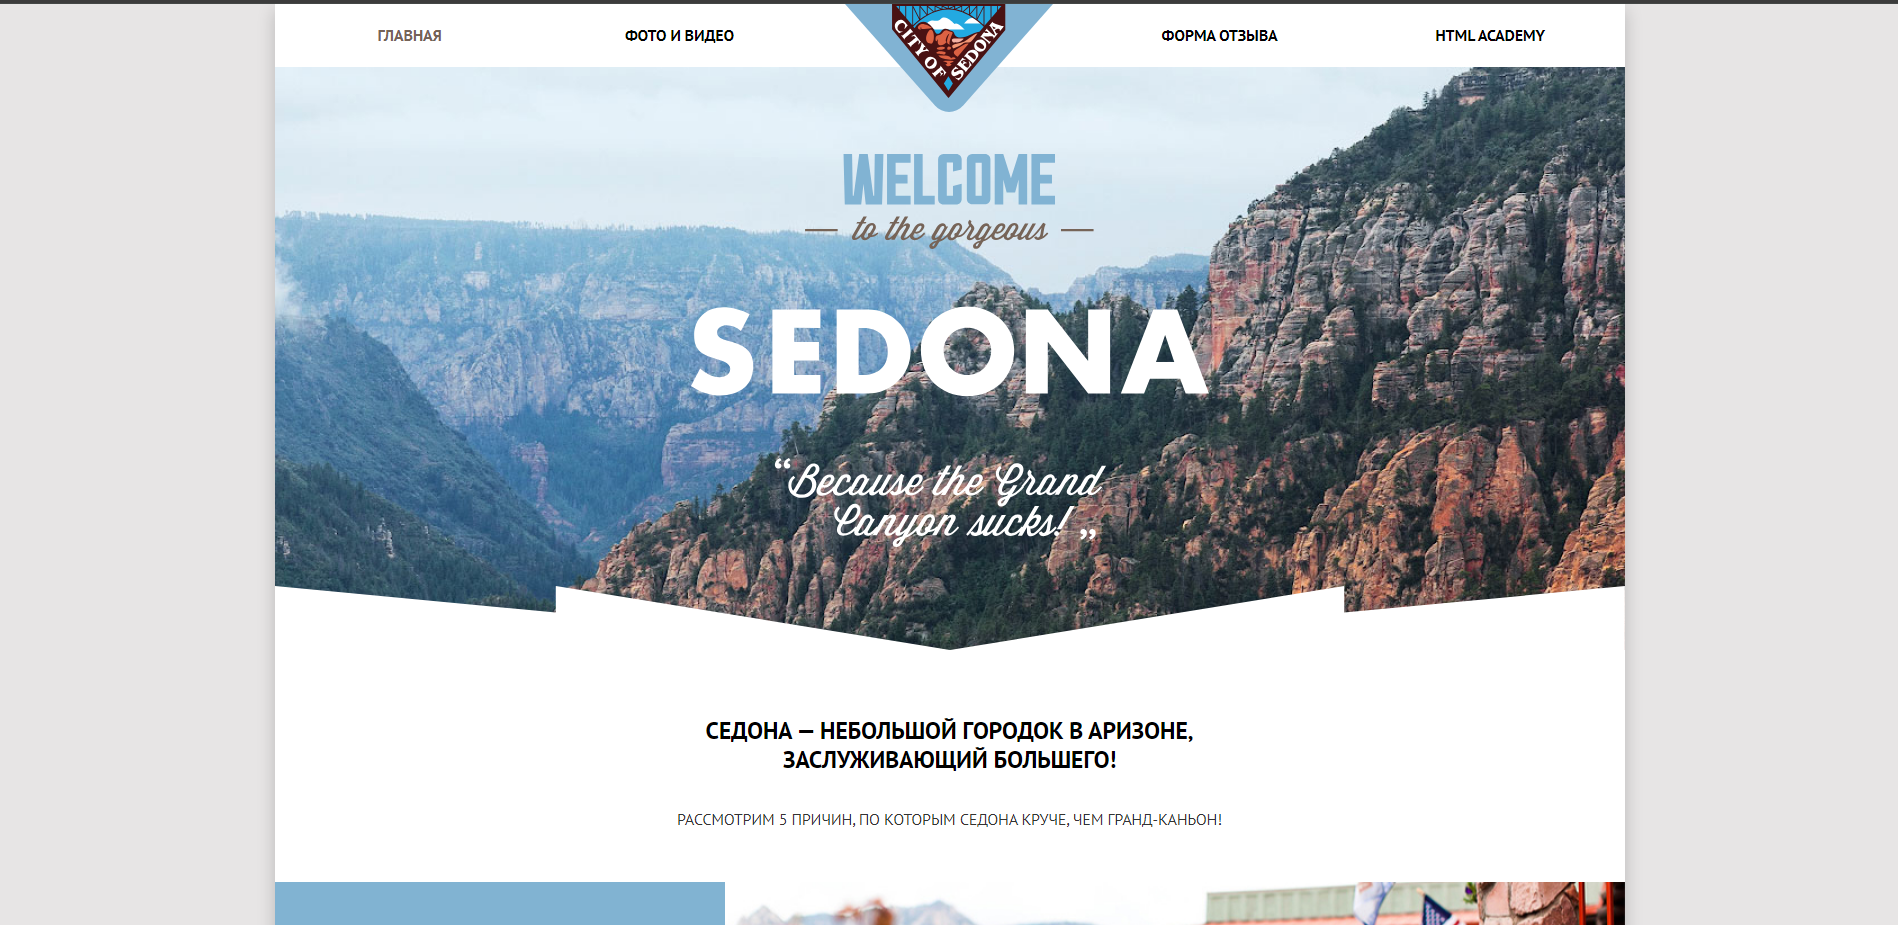 ГЛАВНАЯ
ФОТО И ВИДЕО
CITY OF SEDONA
ФОРМА ОТЗЫВА
HTML ACADEMY
WELCOME
— to the gorgeous —
SEDONA
“Because the Grand
Canyon sucks!„
СЕДОНА — НЕБОЛЬШОЙ ГОРОДОК В АРИЗОНЕ,
ЗАСЛУЖИВАЮЩИЙ БОЛЬШЕГО!
РАССМОТРИМ 5 ПРИЧИН, ПО КОТОРЫМ СЕДОНА КРУЧЕ, ЧЕМ ГРАНД-КАНЬОН!